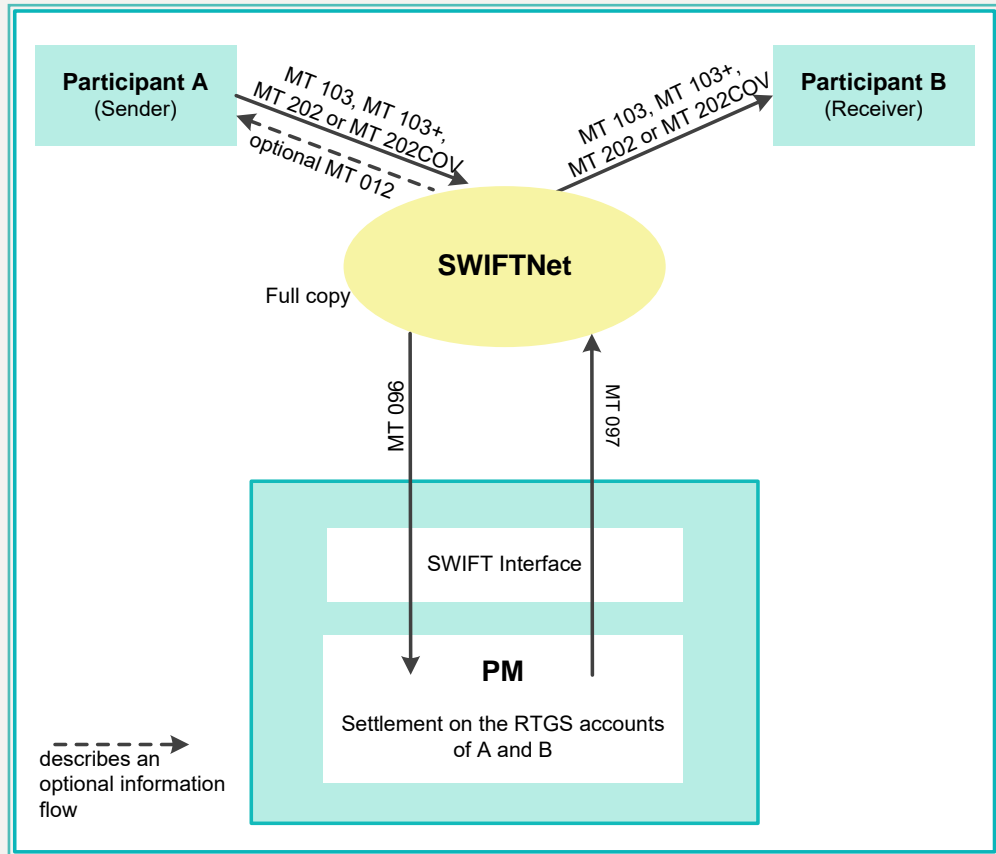 Participant A
(Sender)
MT 103, MT 103+,
MT 202 or MT 202COV
optional MT 012
MT 103, MT 103+,
MT 202 or MT 202COV
Participant B
(Receiver)
SWIFTNet
Full copy
MT 096
MT 097
SWIFT Interface
PM
Settlement on the RTGS accounts
of A and B
describes an
optional information
flow